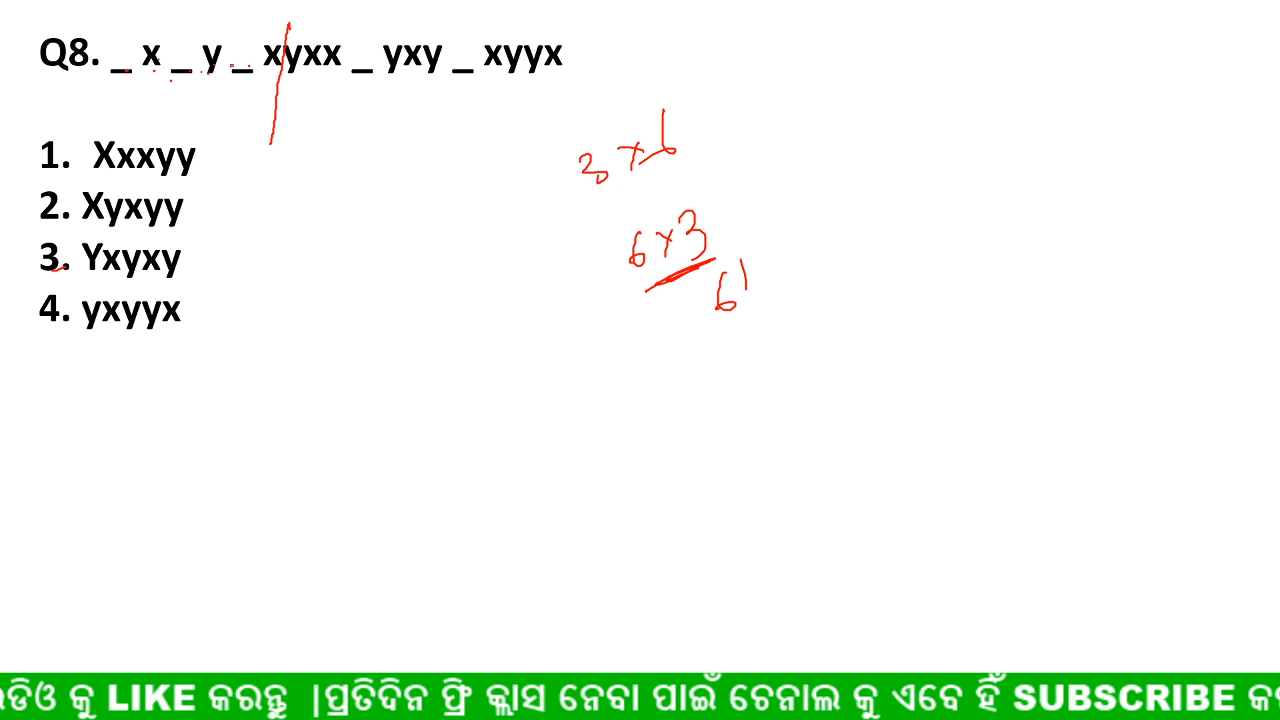 Q8. _ x _ y _ xyxx _ yxy _ xyyx
1. Xxxyy
3 x 6
2. Xyxyy
6 x 3
3. Yxyxy
6
4. yxyyx
କୁ LIKE କରନ୍ତୁ |ପ୍ରତିଦିନ ଫ୍ରି କ୍ଲାସ ନେବା ପାଇଁ ଚେନାଲ କୁ ଏବେ ହିଁ SUBSCRIBE